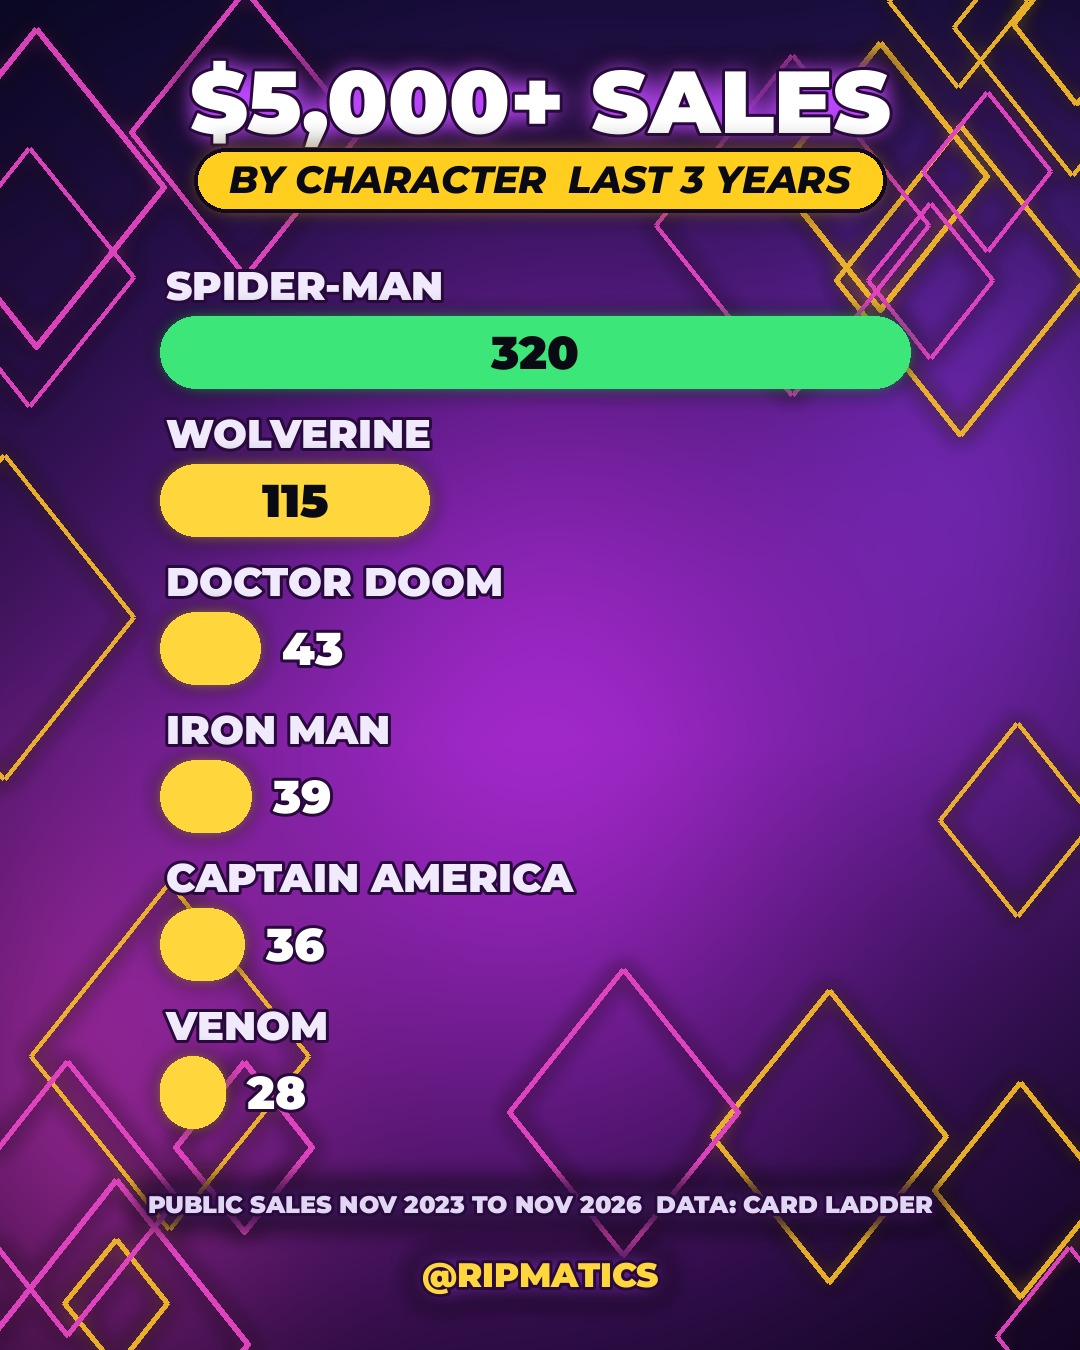 $5,000+ SALES
BY CHARACTER LAST 3 YEARS
SPIDER-MAN
320
WOLVERINE
115
DOCTOR DOOM
43
IRON MAN
39
CAPTAIN AMERICA
36
VENOM
28
PUBLIC SALES NOV 2023 TO NOV 2026 DATA: CARD LADDER
@RIPMATICS